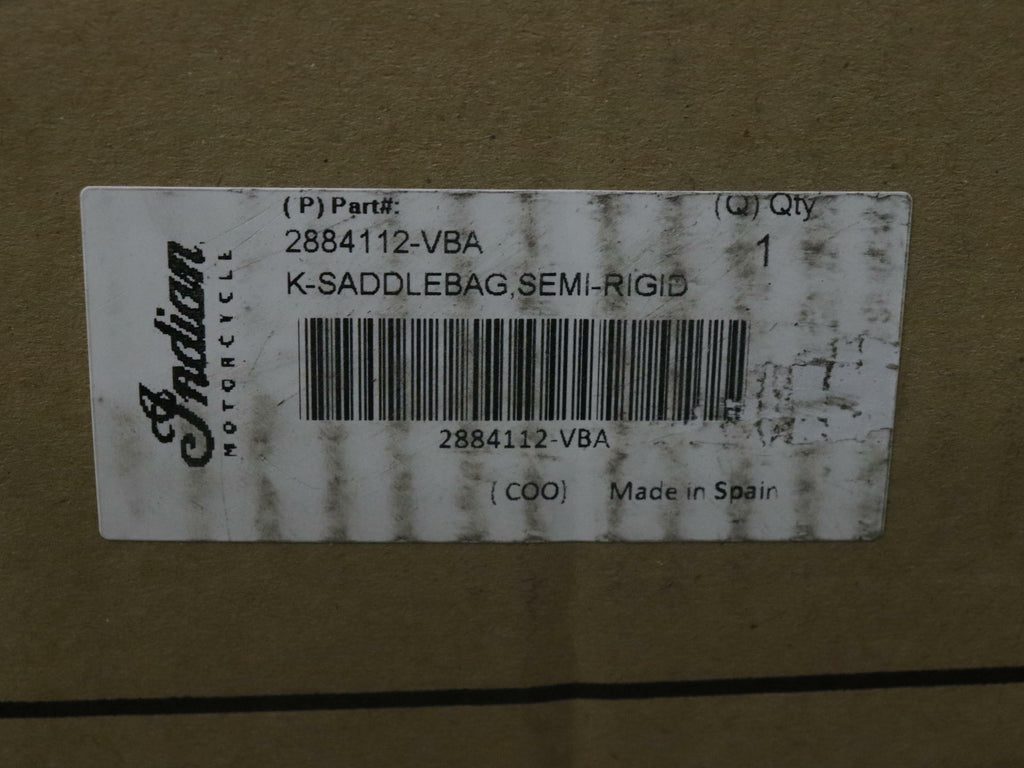 Indian
MOTORCYCLE
(P) Part#:
(Q) Qty
2884112-VBA
1
K-SADDLEBAG,SEMI-RIGID
2884112-VBA
(COO) Made in Spain